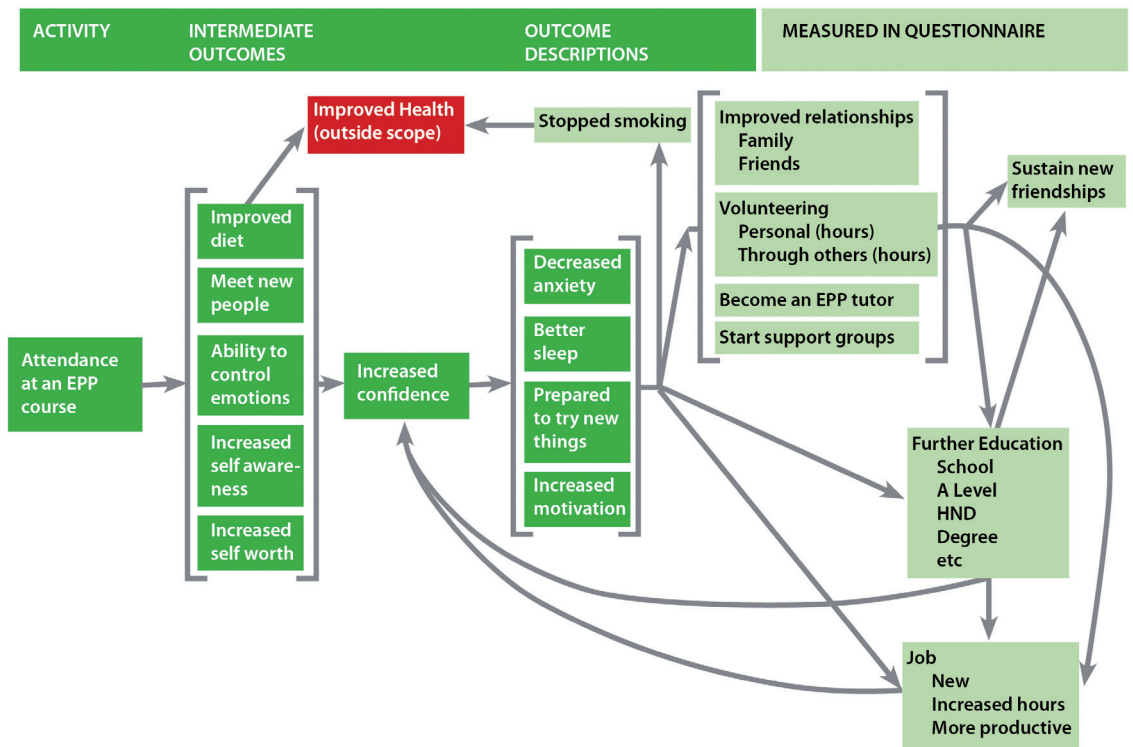 ACTIVITY
INTERMEDIATE
OUTCOMES
OUTCOME
DESCRIPTIONS
MEASURED IN QUESTIONNAIRE
Attendance
at an EPP
course
Improved Health
(outside scope)
Improved
diet
Meet new
people
Ability to
control
emotions
Increased
self aware-
ness
Increased
self worth
Increased
confidence
Stopped smoking
Decreased
anxiety
Better
sleep
Prepared
to try new
things
Increased
motivation
Improved relationships
Family
Friends
Volunteering
Personal (hours)
Through others (hours)
Become an EPP tutor
Start support groups
Sustain new
friendships
Further Education
School
A Level
HND
Degree
etc
Job
New
Increased hours
More productive